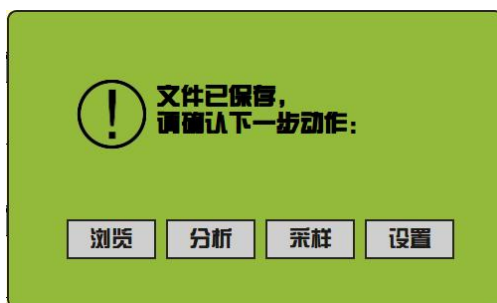 文件已保存，
请确认下一步动作：
浏览
分析
采样
设置